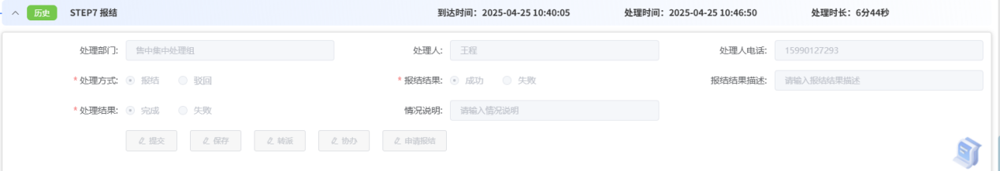 历史 STEP7 报结 到达时间：2025-04-25 10:40:05 处理时间：2025-04-25 10:46:50 处理时长：6分44秒
处理部门: 售中集中处理组 处理人: 王程 处理人电话: 15990127293
* 处理方式: 报结 驳回 * 报结结果: 成功 失败 报结结果描述: 请输入报结结果描述
* 处理结果: 完成 失败 情况说明: 请输入情况说明
提交 保存 转派 协办 申请报结